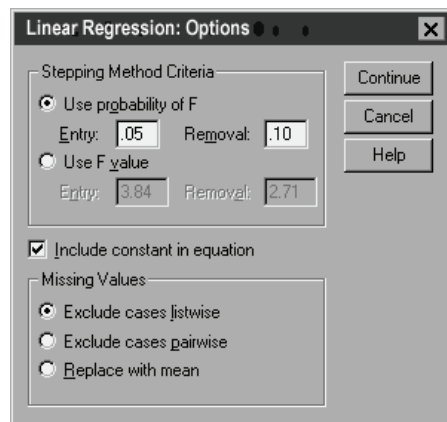 Linear Regression: Options
Stepping Method Criteria
Use probability of F
Entry: .05 Removal: .10
Use F value
Entry: 3.84 Removal: 2.71
Include constant in equation
Missing Values
Exclude cases listwise
Exclude cases pairwise
Replace with mean
Continue
Cancel
Help